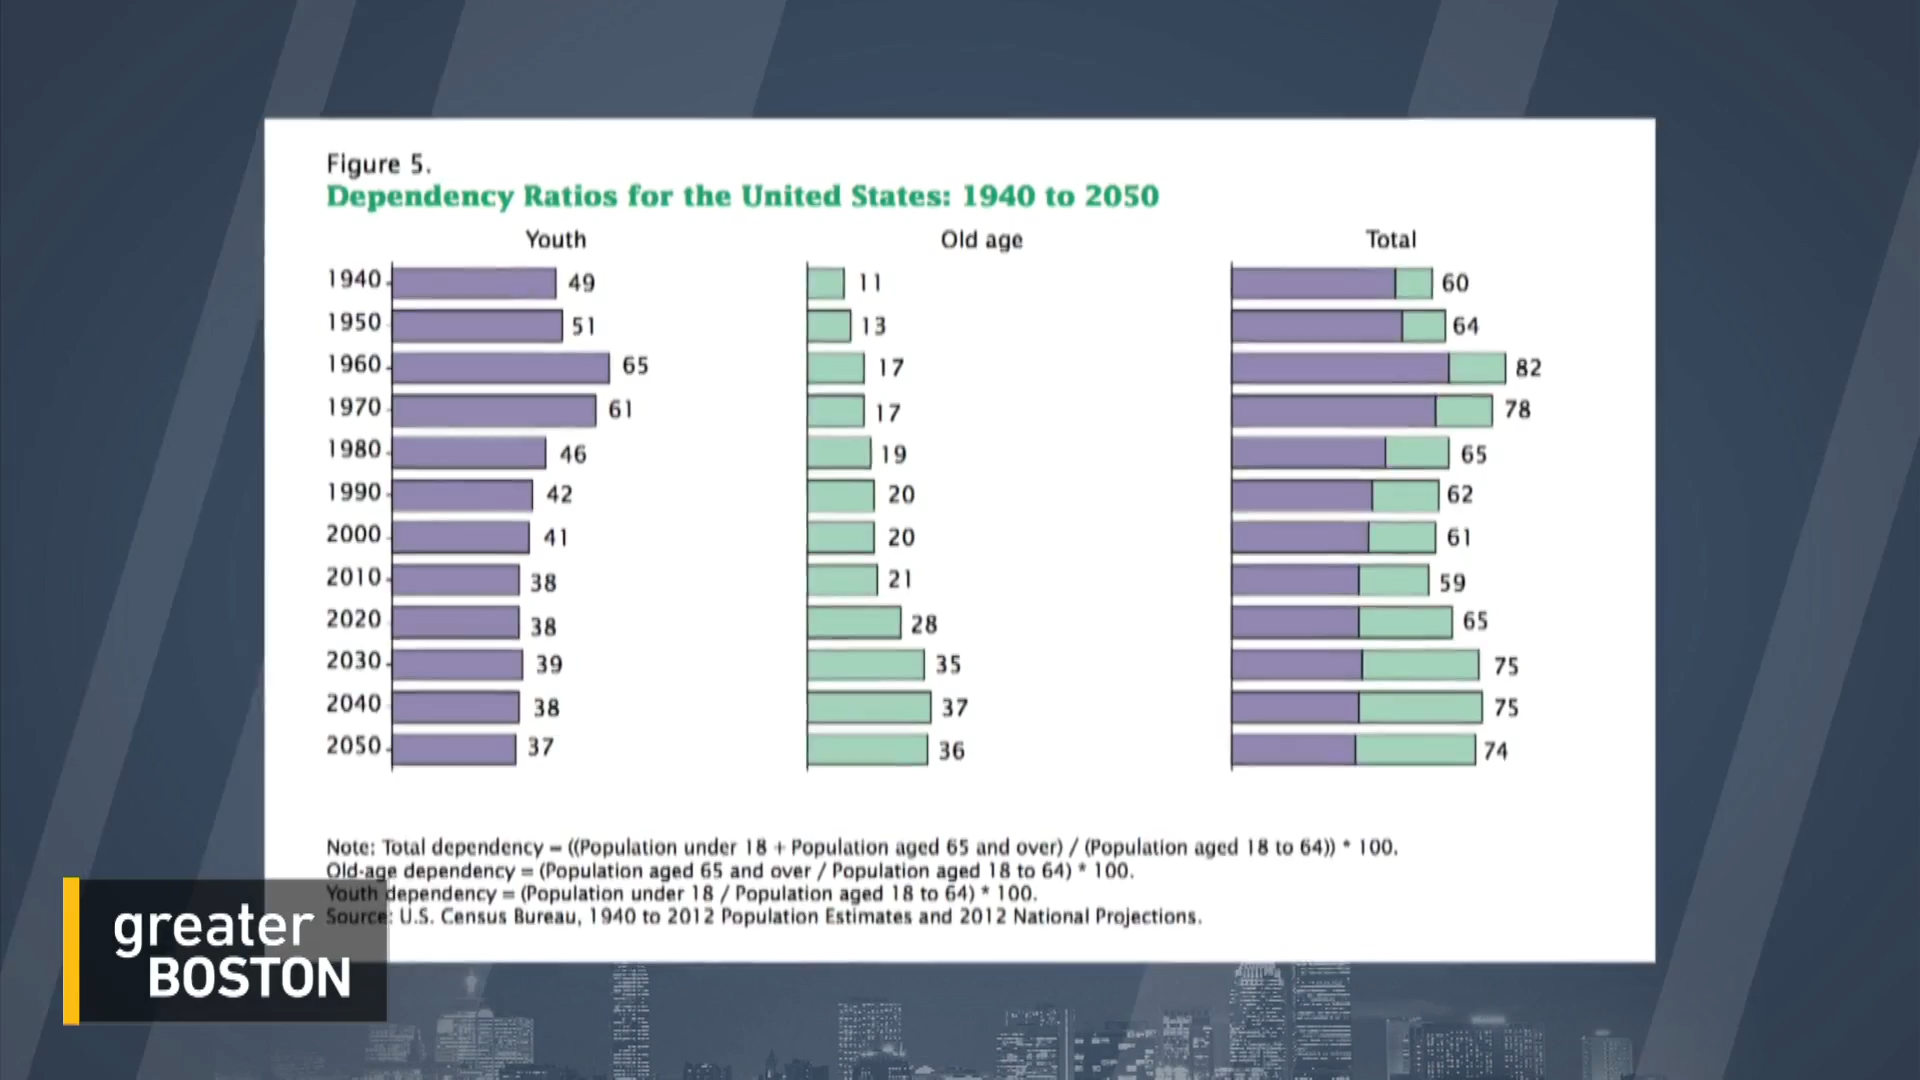 Figure 5.
Dependency Ratios for the United States: 1940 to 2050
Youth Old age Total
1940 49 11 60
1950 51 13 64
1960 65 17 82
1970 61 17 78
1980 46 19 65
1990 42 20 62
2000 41 20 61
2010 38 21 59
2020 38 28 65
2030 39 35 75
2040 38 37 75
2050 37 36 74
Note: Total dependency = ((Population under 18 + Population aged 65 and over) / (Population aged 18 to 64)) * 100.
Old-age dependency = (Population aged 65 and over / Population aged 18 to 64) * 100.
Youth dependency = (Population under 18 / Population aged 18 to 64) * 100.
Source: U.S. Census Bureau, 1940 to 2012 Population Estimates and 2012 National Projections.
greater
BOSTON